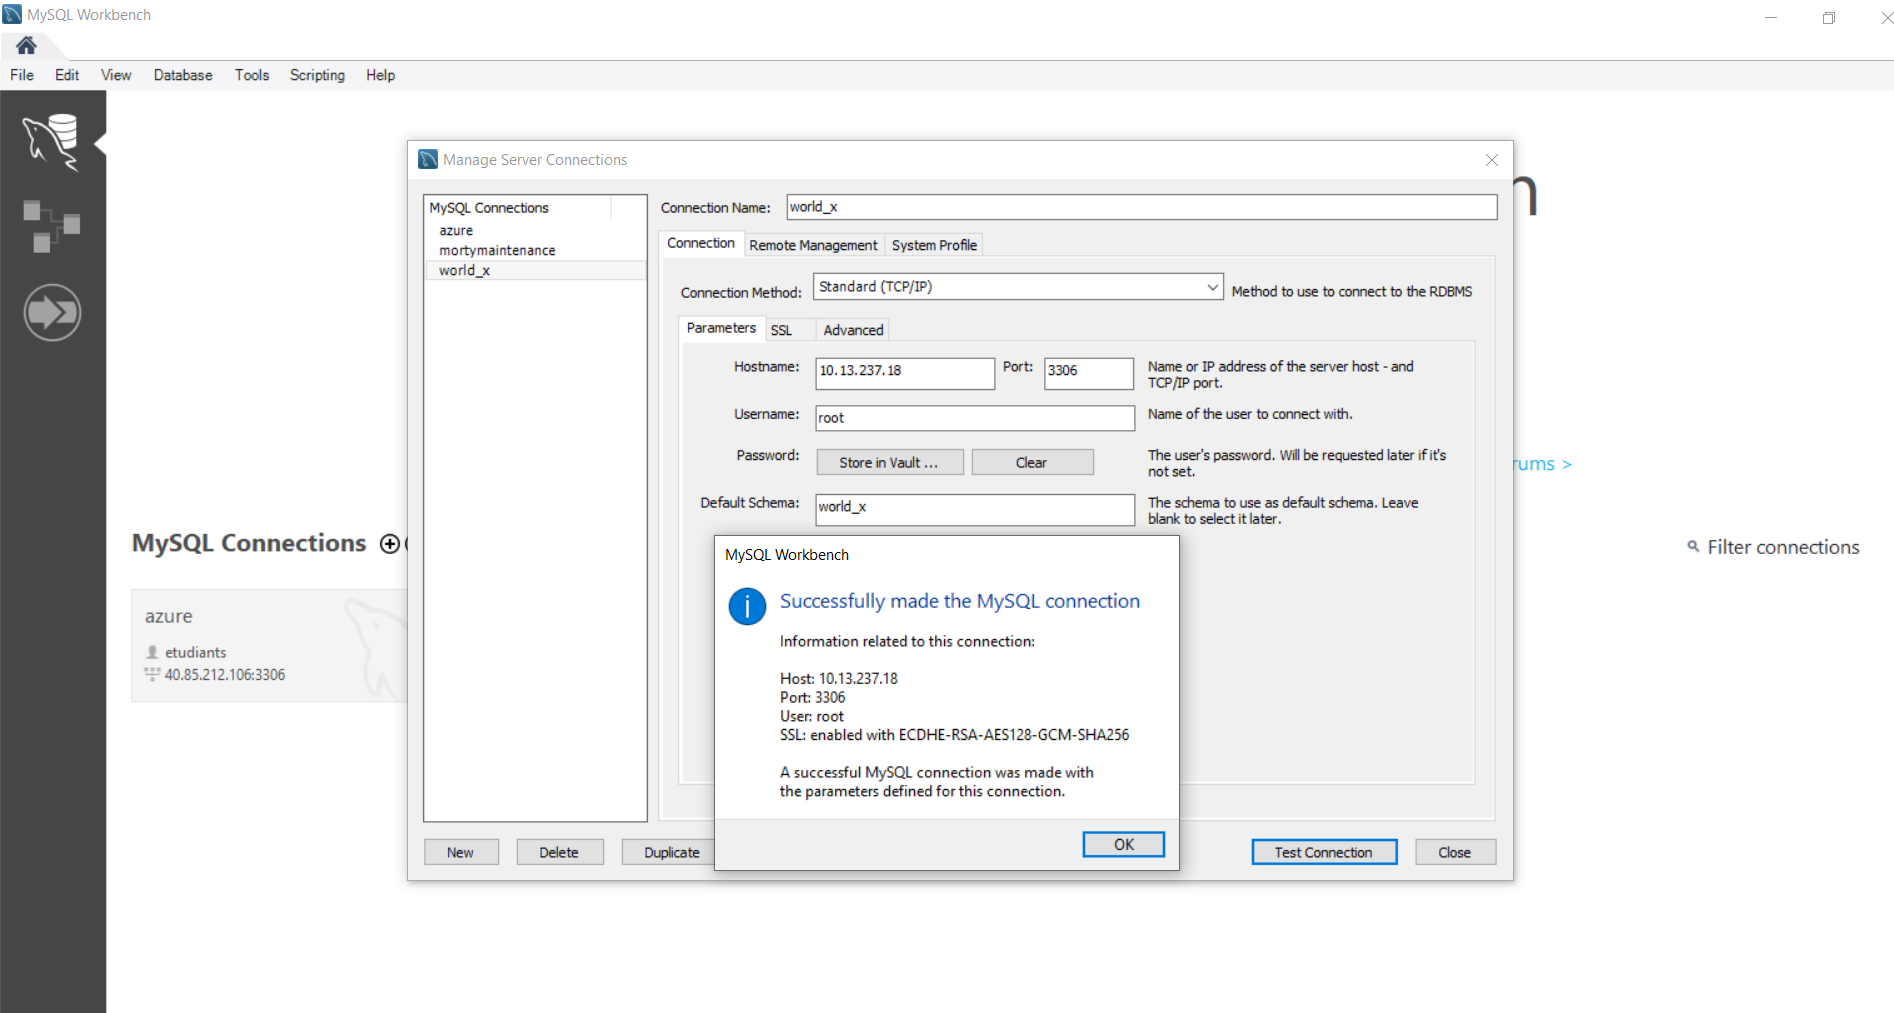 MySQL Workbench
File Edit View Database Tools Scripting Help
Manage Server Connections
MySQL Connections
azure
mortymaintenance
world_x
Connection Name: world_x
Connection Remote Management System Profile
Connection Method: Standard (TCP/IP) Method to use to connect to the RDBMS
Parameters SSL Advanced
Hostname: 10.13.237.18 Port: 3306 Name or IP address of the server host - and
TCP/IP port.
Username: root Name of the user to connect with.
Password: Store in Vault ... Clear The user's password. Will be requested later if it's
not set.
Default Schema: world_x The schema to use as default schema. Leave
blank to select it later.
rums >
MySQL Connections
Filter connections
azure
etudiants
40.85.212.106:3306
MySQL Workbench
Successfully made the MySQL connection
Information related to this connection:
Host: 10.13.237.18
Port: 3306
User: root
SSL: enabled with ECDHE-RSA-AES128-GCM-SHA256
A successful MySQL connection was made with
the parameters defined for this connection.
OK
New Delete Duplicate Test Connection Close